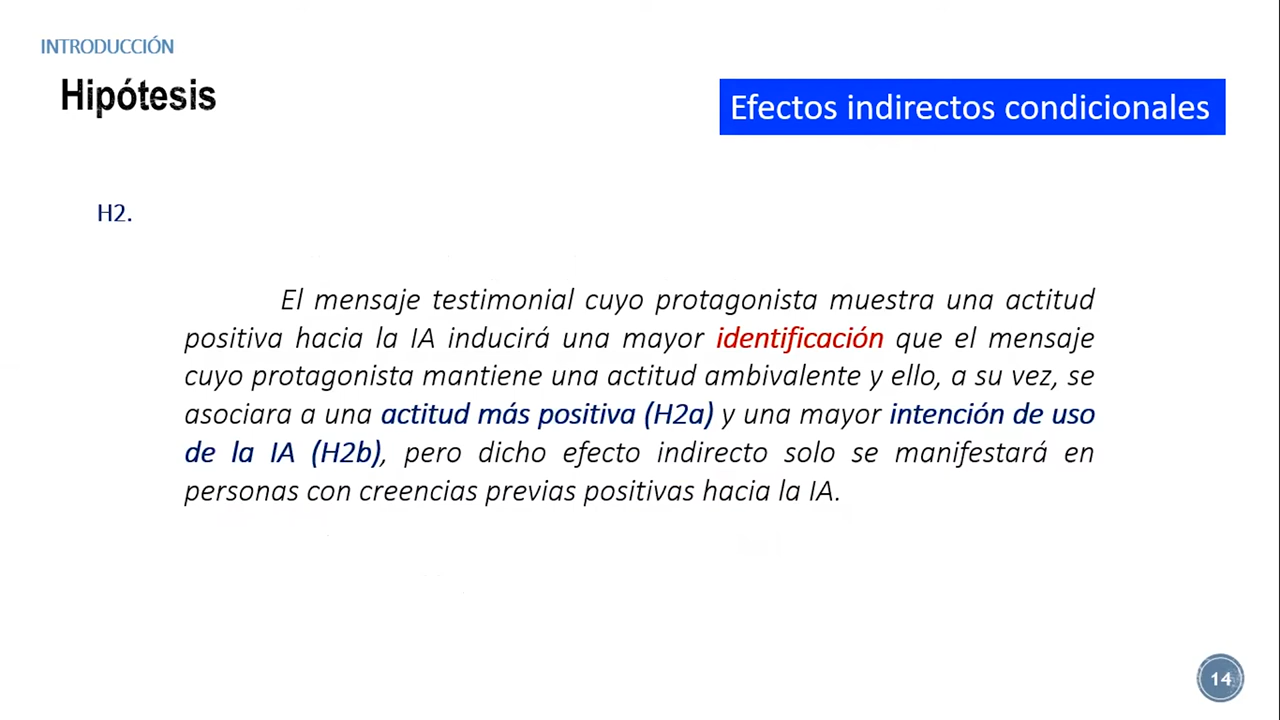 INTRODUCCIÓN
Hipótesis
Efectos indirectos condicionales
H2.
El mensaje testimonial cuyo protagonista muestra una actitud
positiva hacia la IA inducirá una mayor identificación que el mensaje
cuyo protagonista mantiene una actitud ambivalente y ello, a su vez, se
asociara a una actitud más positiva (H2a) y una mayor intención de uso
de la IA (H2b), pero dicho efecto indirecto solo se manifestará en
personas con creencias previas positivas hacia la IA.
14